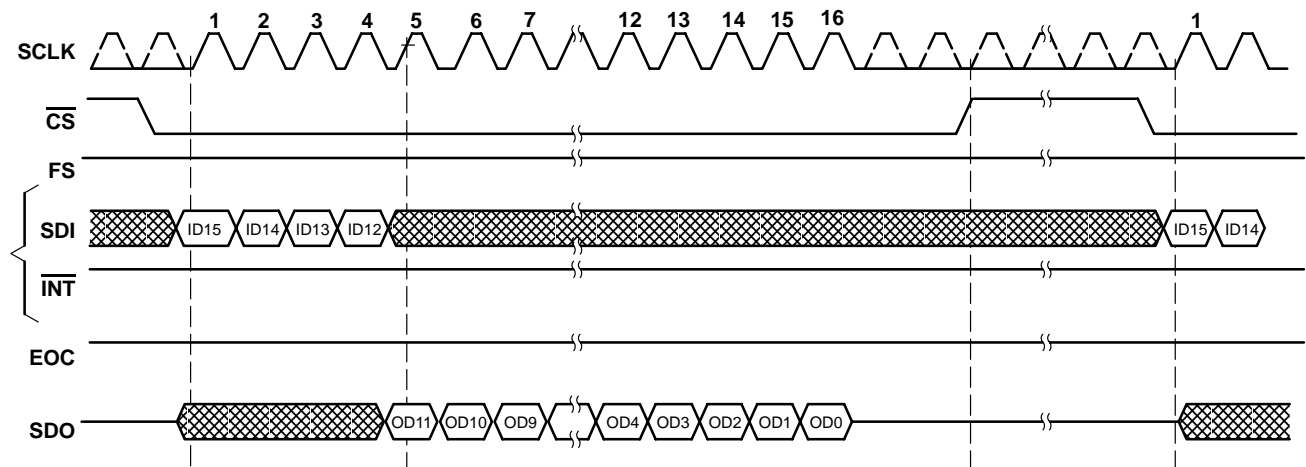 1 2 3 4 5 6 7 12 13 14 15 16 1
SCLK
CS
FS
SDI ID15 ID14 ID13 ID12 ID15 ID14
INT
EOC
SDO OD11 OD10 OD9 OD4 OD3 OD2 OD1 OD0